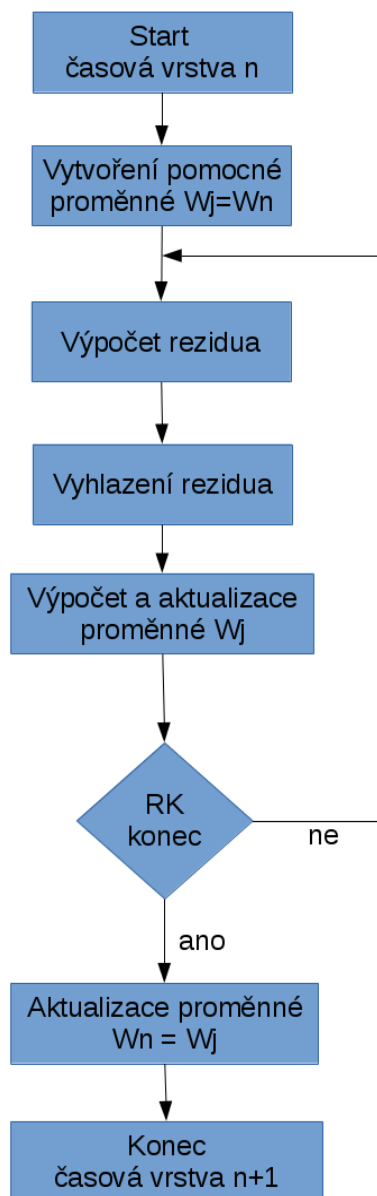 Start
časová vrstva n
Vytvoření pomocné
proměnné Wj=Wn
Výpočet rezidua
Vyhlazení rezidua
Výpočet a aktualizace
proměnné Wj
RK
konec
ne
ano
Aktualizace proměnné
Wn = Wj
Konec
časová vrstva n+1